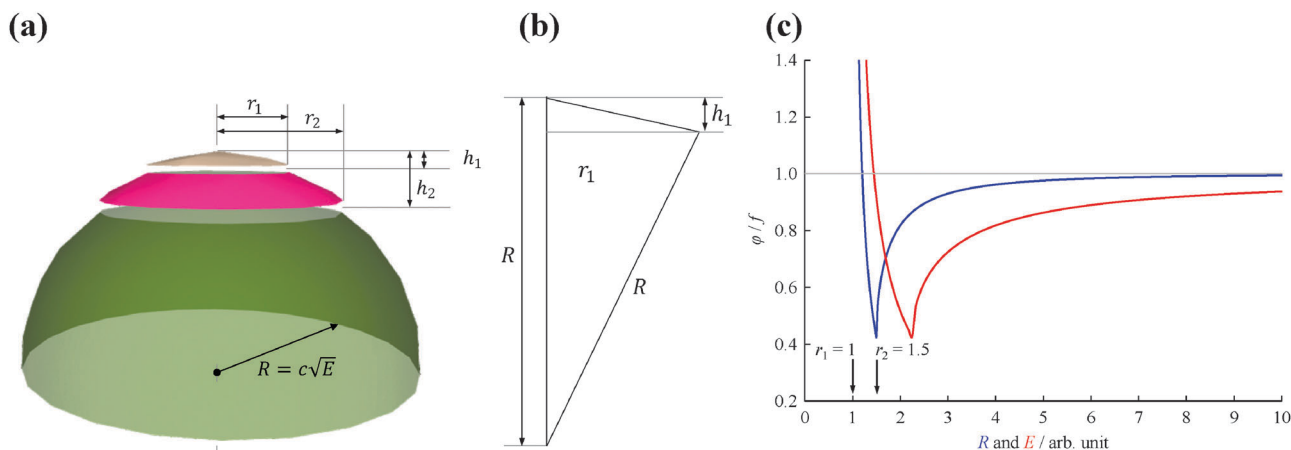 (a)
r₁
r₂
h₁
h₂
R = c√E
(b)
h₁
r₁
R
R
(c)
1.4
1.2
1.0
0.8
0.6
0.4
0.2
φ / f
r₁ = 1
r₂ = 1.5
0 1 2 3 4 5 6 7 8 9 10
R and E / arb. unit